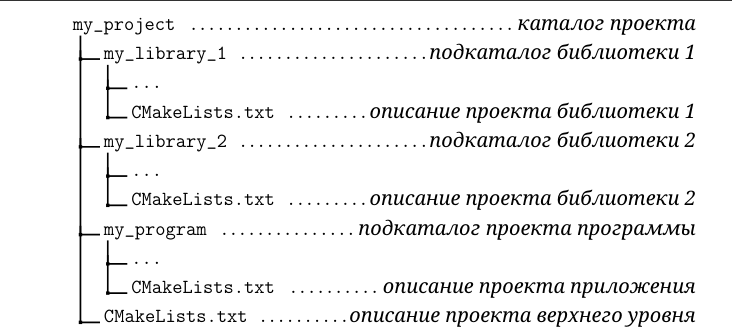 my_project .................................... каталог проекта
my_library_1 .....................подкаталог библиотеки 1
...
CMakeLists.txt .........описание проекта библиотеки 1
my_library_2 .....................подкаталог библиотеки 2
...
CMakeLists.txt .........описание проекта библиотеки 2
my_program ............... подкаталог проекта программы
...
CMakeLists.txt .......... описание проекта приложения
CMakeLists.txt ..........описание проекта верхнего уровня